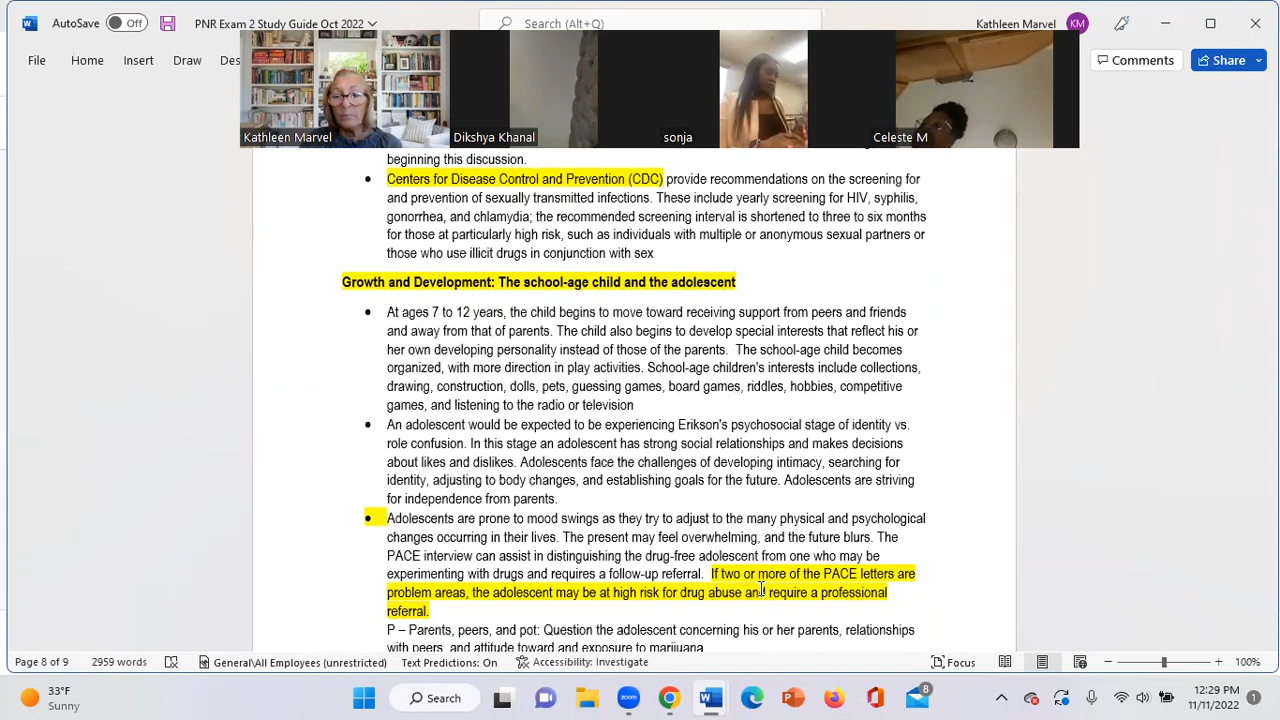 AutoSave Off PNR Exam 2 Study Guide Oct 2022 Search (Alt+Q) Kathleen Marvel KM
File Home Insert Draw Des Comments Share
Kathleen Marvel Dikshya Khanal sonja Celeste M
beginning this discussion.
• Centers for Disease Control and Prevention (CDC) provide recommendations on the screening for
and prevention of sexually transmitted infections. These include yearly screening for HIV, syphilis,
gonorrhea, and chlamydia; the recommended screening interval is shortened to three to six months
for those at particularly high risk, such as individuals with multiple or anonymous sexual partners or
those who use illicit drugs in conjunction with sex
Growth and Development: The school-age child and the adolescent
• At ages 7 to 12 years, the child begins to move toward receiving support from peers and friends
and away from that of parents. The child also begins to develop special interests that reflect his or
her own developing personality instead of those of the parents. The school-age child becomes
organized, with more direction in play activities. School-age children's interests include collections,
drawing, construction, dolls, pets, guessing games, board games, riddles, hobbies, competitive
games, and listening to the radio or television
• An adolescent would be expected to be experiencing Erikson's psychosocial stage of identity vs.
role confusion. In this stage an adolescent has strong social relationships and makes decisions
about likes and dislikes. Adolescents face the challenges of developing intimacy, searching for
identity, adjusting to body changes, and establishing goals for the future. Adolescents are striving
for independence from parents.
• Adolescents are prone to mood swings as they try to adjust to the many physical and psychological
changes occurring in their lives. The present may feel overwhelming, and the future blurs. The
PACE interview can assist in distinguishing the drug-free adolescent from one who may be
experimenting with drugs and requires a follow-up referral. If two or more of the PACE letters are
problem areas, the adolescent may be at high risk for drug abuse and require a professional
referral.
P – Parents, peers, and pot: Question the adolescent concerning his or her parents, relationships
with peers, and attitude toward and exposure to marijuana
Page 8 of 9 2959 words General\All Employees (unrestricted) Text Predictions: On Accessibility: Investigate Focus 100%
33°F
Sunny
Search
8
12:29 PM
11/11/2022
1